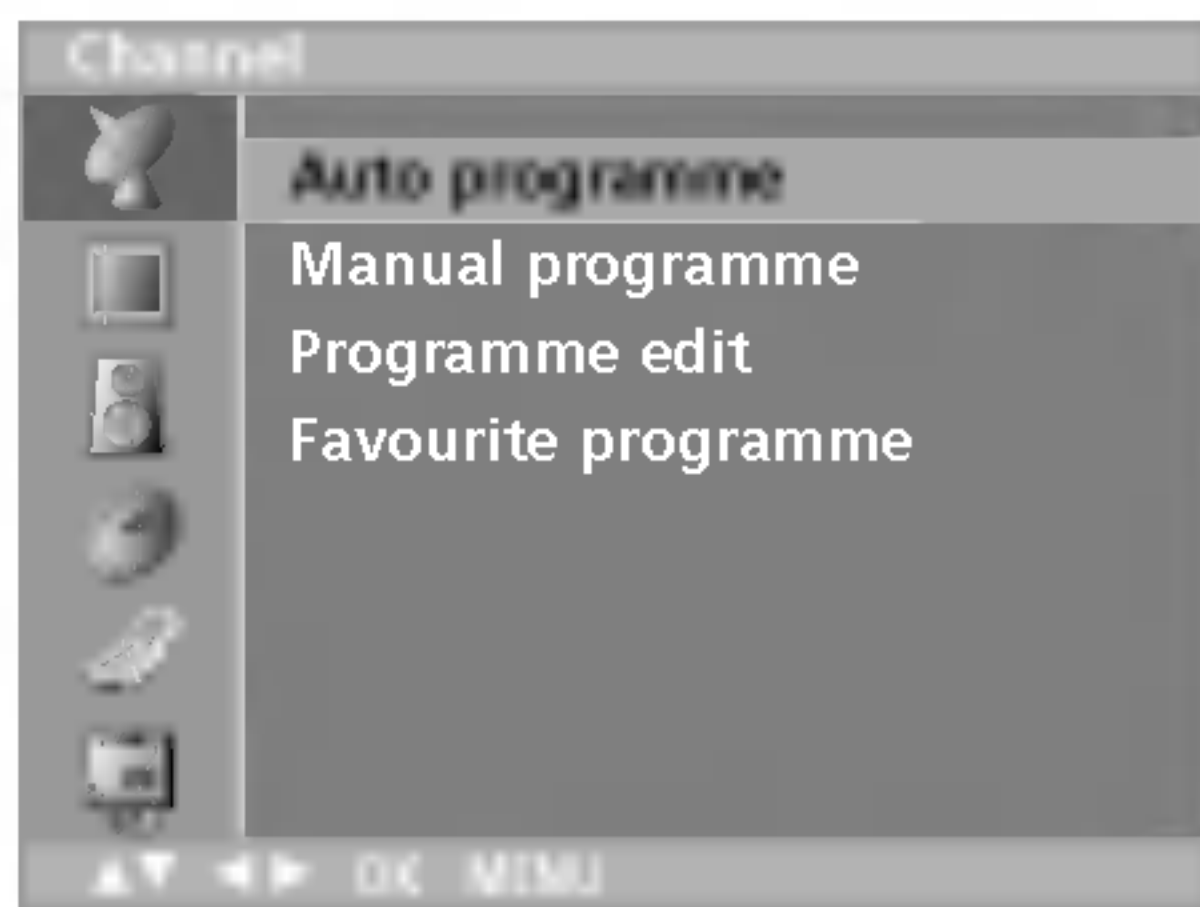 Channel
Auto programme
Manual programme
Programme edit
Favourite programme
▲▼ ◀▶ OK MENU